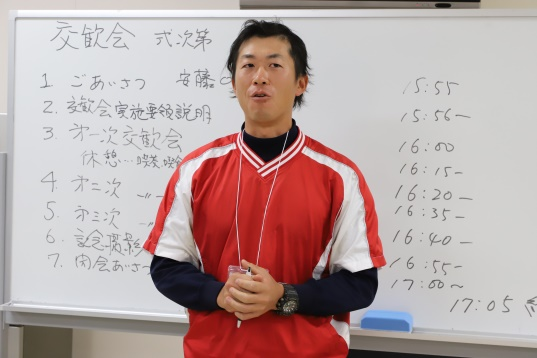 交歓会 式次第
1 ごあいさつ 安藤 15:55
2. 交歓会実施要領説明 15:56―
3. 第一次交歓会 16:00
休憩… 16:15―
4. 第二次 〃 16:20―
5. 第三次 〃 16:35―
6. 記念撮影 16:40―
16:55―
7. 閉会あいさつ 17:00～
17:05